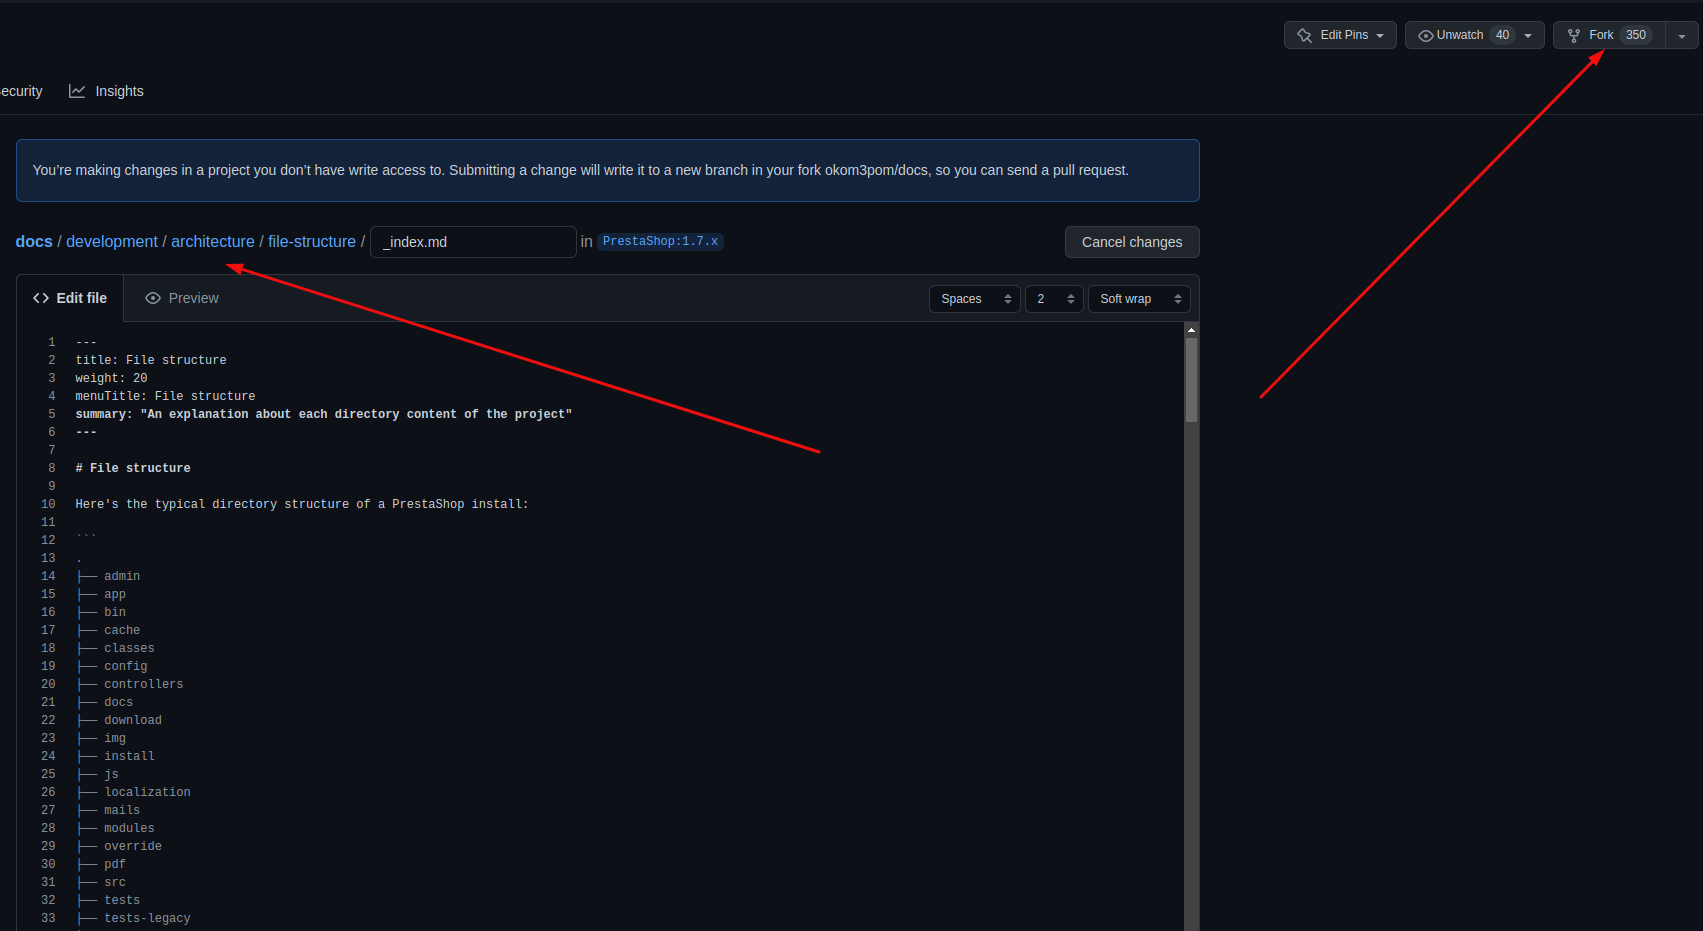 Edit Pins
Unwatch 40
Fork 350
ecurity
Insights
You're making changes in a project you don't have write access to. Submitting a change will write it to a new branch in your fork okom3pom/docs, so you can send a pull request.
docs / development / architecture / file-structure / _index.md in PrestaShop:1.7.x
Cancel changes
Edit file
Preview
Spaces
2
Soft wrap
1 ---
2 title: File structure
3 weight: 20
4 menuTitle: File structure
5 summary: "An explanation about each directory content of the project"
6 ---
7
8 # File structure
9
10 Here's the typical directory structure of a PrestaShop install:
11
12 ```
13 .
14 ├── admin
15 ├── app
16 ├── bin
17 ├── cache
18 ├── classes
19 ├── config
20 ├── controllers
21 ├── docs
22 ├── download
23 ├── img
24 ├── install
25 ├── js
26 ├── localization
27 ├── mails
28 ├── modules
29 ├── override
30 ├── pdf
31 ├── src
32 ├── tests
33 ├── tests-legacy